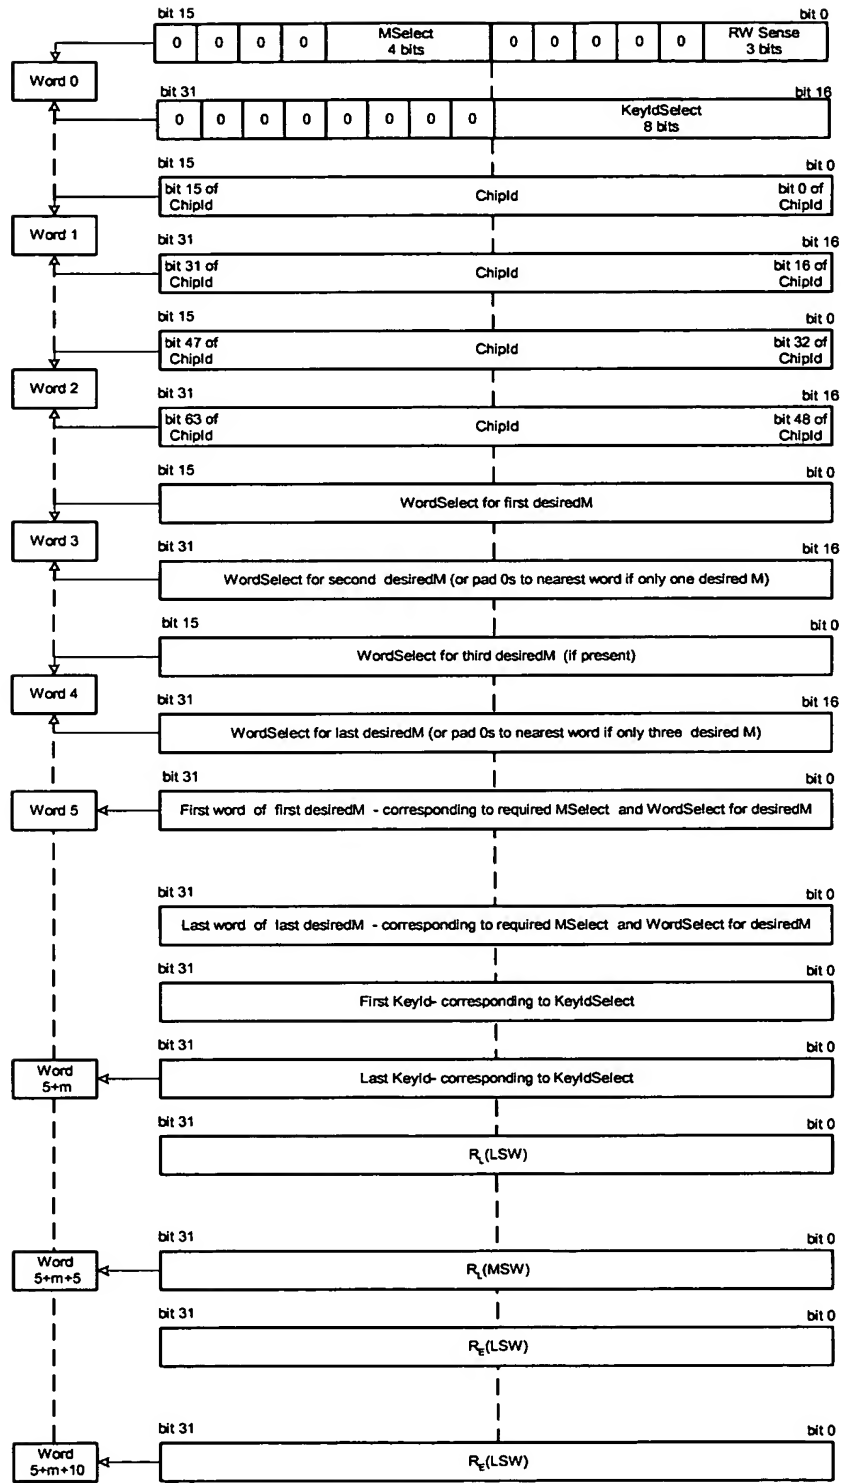 bit 15 bit 0
0 0 0 0 MSelect 4 bits 0 0 0 0 0 RW Sense 3 bits
Word 0
bit 31 bit 16
0 0 0 0 0 0 0 0 KeyIdSelect 8 bits
bit 15 bit 0
bit 15 of ChipId ChipId bit 0 of ChipId
Word 1
bit 31 bit 16
bit 31 of ChipId ChipId bit 16 of ChipId
bit 15 bit 0
bit 47 of ChipId ChipId bit 32 of ChipId
Word 2
bit 31 bit 16
bit 63 of ChipId ChipId bit 48 of ChipId
bit 15 bit 0
WordSelect for first desiredM
Word 3
bit 31 bit 16
WordSelect for second desiredM (or pad 0s to nearest word if only one desired M)
bit 15 bit 0
WordSelect for third desiredM (if present)
Word 4
bit 31 bit 16
WordSelect for last desiredM (or pad 0s to nearest word if only three desired M)
bit 31 bit 0
Word 5 First word of first desiredM - corresponding to required MSelect and WordSelect for desiredM
bit 31 bit 0
Last word of last desiredM - corresponding to required MSelect and WordSelect for desiredM
bit 31 bit 0
First KeyId- corresponding to KeyIdSelect
bit 31 bit 0
Word 5+m Last KeyId- corresponding to KeyIdSelect
bit 31 bit 0
R_L(LSW)
bit 31 bit 0
Word 5+m+5 R_L(MSW)
bit 31 bit 0
R_E(LSW)
bit 31 bit 0
Word 5+m+10 R_E(LSW)